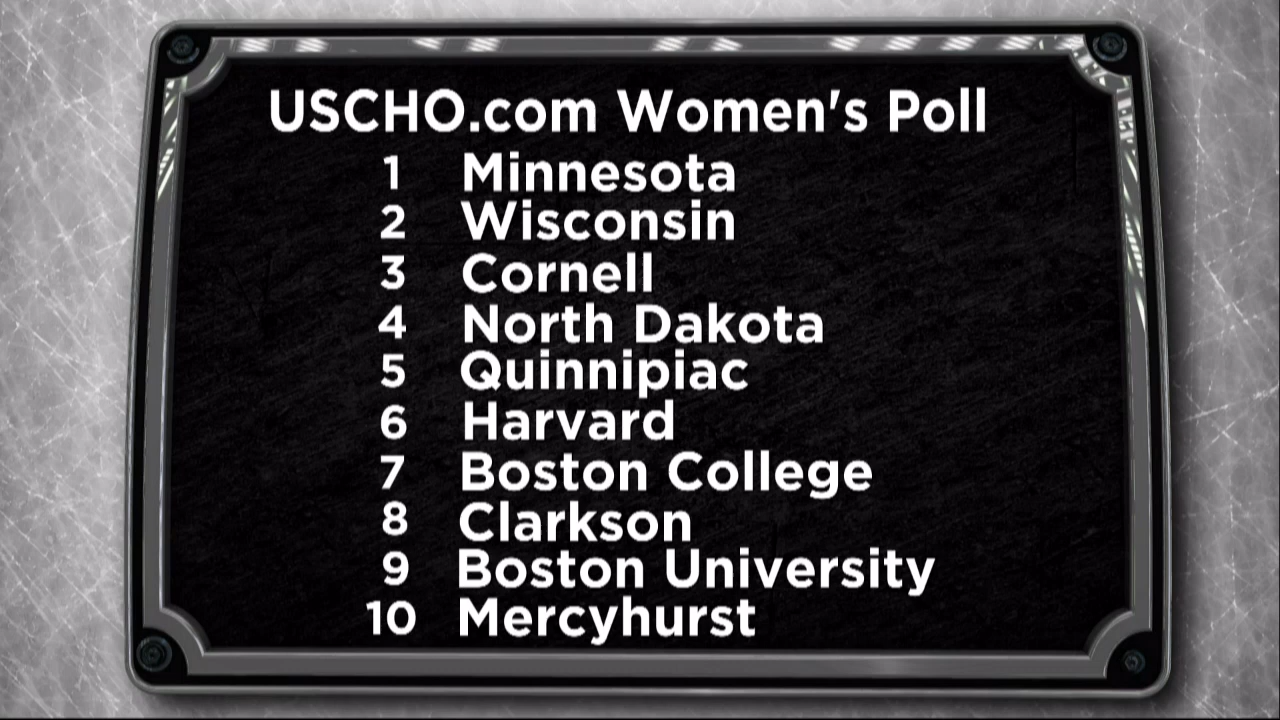 USCHO.com Women's Poll
1 Minnesota
2 Wisconsin
3 Cornell
4 North Dakota
5 Quinnipiac
6 Harvard
7 Boston College
8 Clarkson
9 Boston University
10 Mercyhurst